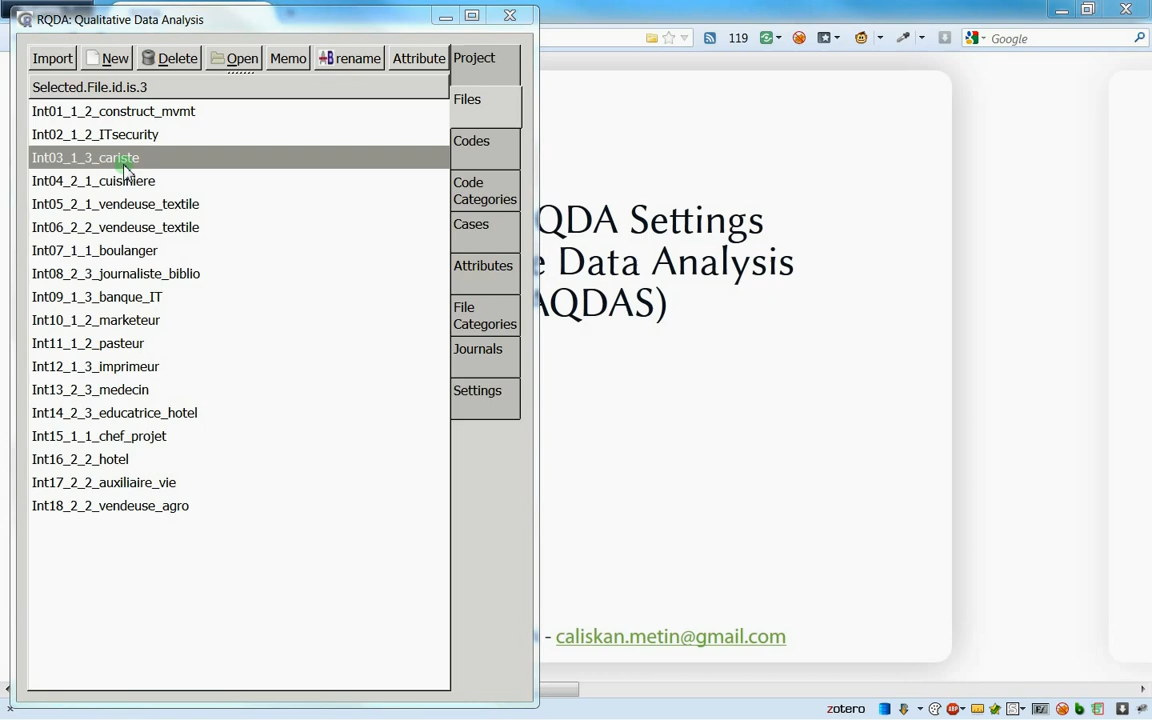 RQDA: Qualitative Data Analysis
Import New Delete Open Memo rename Attribute
Project
Selected.File.id.is.3
Int01_1_2_construct_mvmt
Int02_1_2_ITsecurity
Int03_1_3_cariste
Int04_2_1_cuisiniere
Int05_2_1_vendeuse_textile
Int06_2_2_vendeuse_textile
Int07_1_1_boulanger
Int08_2_3_journaliste_biblio
Int09_1_3_banque_IT
Int10_1_2_marketeur
Int11_1_2_pasteur
Int12_1_3_imprimeur
Int13_2_3_medecin
Int14_2_3_educatrice_hotel
Int15_1_1_chef_projet
Int16_2_2_hotel
Int17_2_2_auxiliaire_vie
Int18_2_2_vendeuse_agro
Files
Codes
Code
Categories
Cases
Attributes
File
Categories
Journals
Settings
119
Google
QDA Settings
e Data Analysis
AQDAS)
- caliskan.metin@gmail.com
zotero